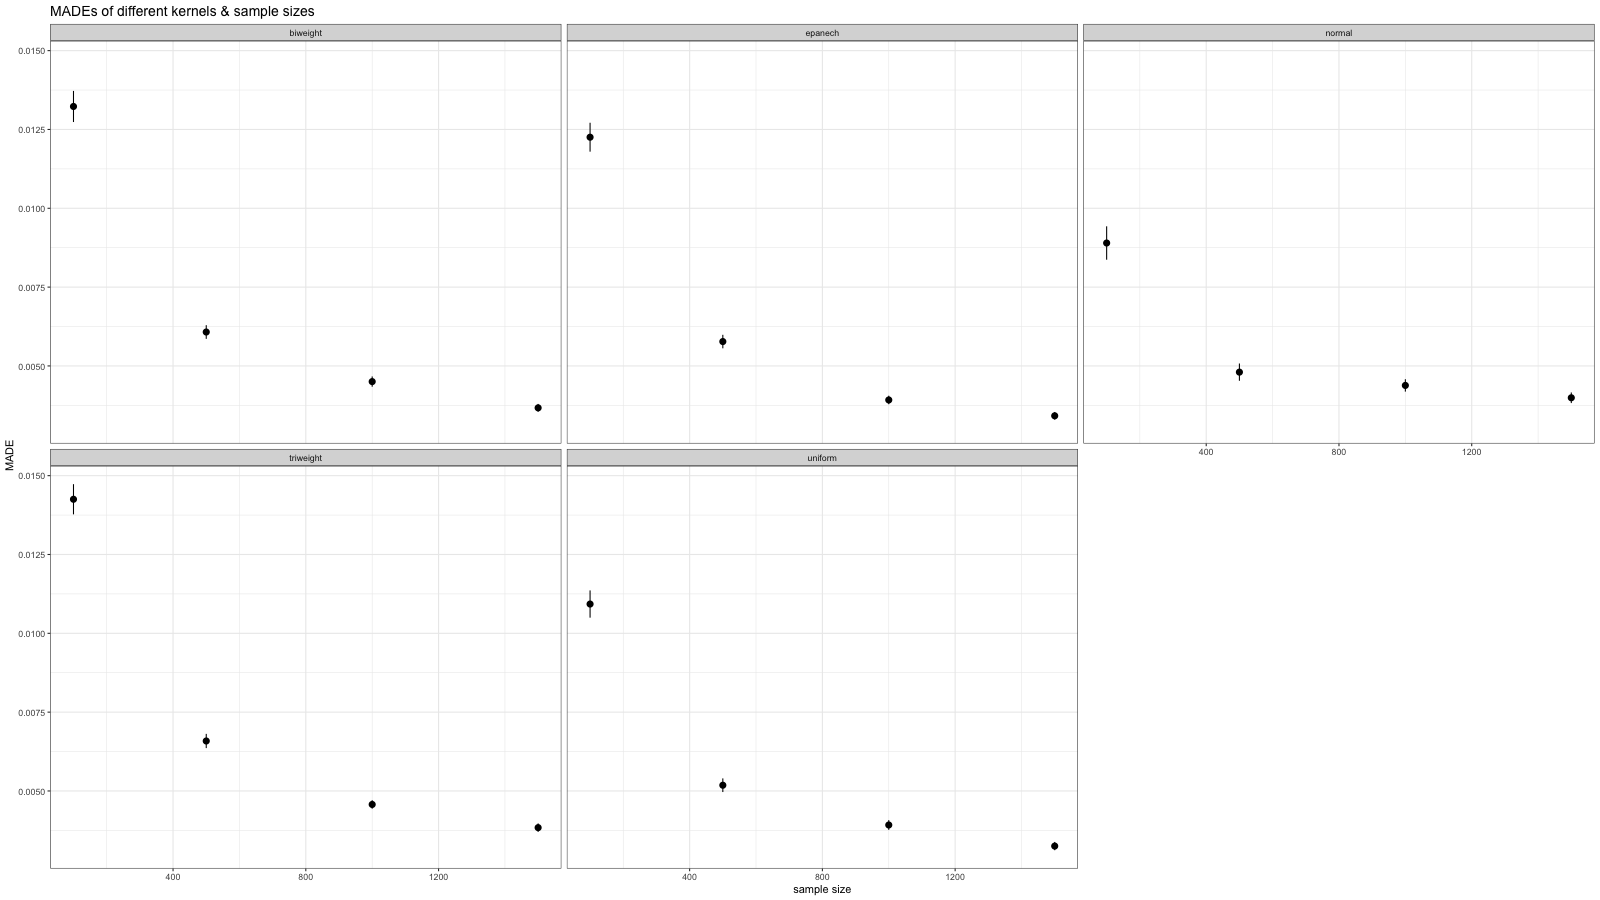 MADEs of different kernels & sample sizes
biweight
epanech
normal
0.0150
0.0125
0.0100
0.0075
0.0050
400
800
1200
MADE
triweight
uniform
0.0150
0.0125
0.0100
0.0075
0.0050
400
800
1200
400
800
1200
sample size